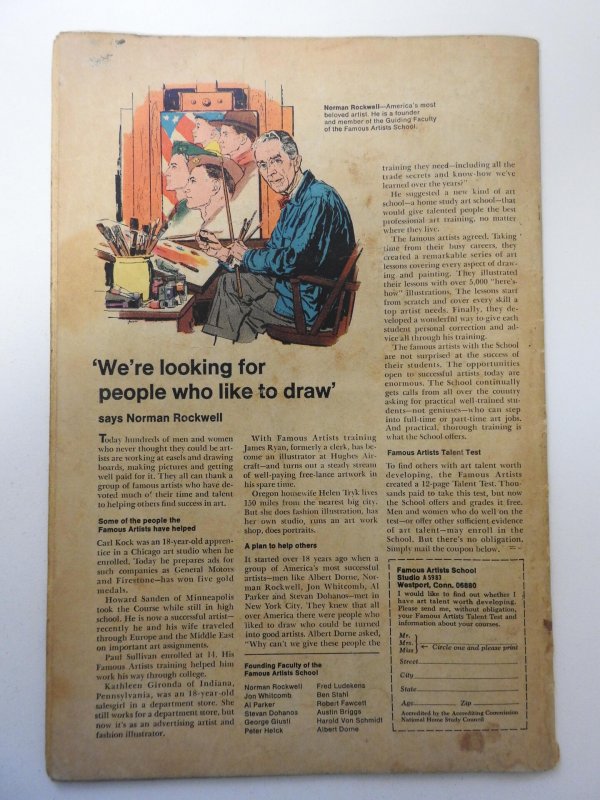 Norman Rockwell—America's most
beloved artist. He is a founder
and member of the Guiding Faculty
of the Famous Artists School.
'We're looking for
people who like to draw'
says Norman Rockwell
Today hundreds of men and women
who never thought they could be art-
ists are working at easels and drawing
boards, making pictures and getting
well paid for it. They all can thank a
group of famous artists who have de-
voted much of their time and talent
to helping others find success in art.
Some of the people the
Famous Artists have helped
Carl Kock was an 18-year-old appren-
tice in a Chicago art studio when he
enrolled. Today he prepares ads for
such companies as General Motors
and Firestone—has won five gold
medals.
Howard Sanden of Minneapolis
took the Course while still in high
school. He is now a successful artist—
recently he and his wife traveled
through Europe and the Middle East
on important art assignments.
Paul Sullivan enrolled at 14. His
Famous Artists training helped him
work his way through college.
Kathleen Gironda of Indiana,
Pennsylvania, was an 18-year-old
salesgirl in a department store. She
still works for a department store, but
now it's as an advertising artist and
fashion illustrator.
With Famous Artists training
James Ryan, formerly a clerk, has be-
come an illustrator at Hughes Air-
craft—and turns out a steady stream
of well-paying free-lance artwork in
his spare time.
Oregon housewife Helen Tryk lives
150 miles from the nearest big city.
But she does fashion illustration, has
her own studio, runs an art work
shop, does portraits.
A plan to help others
It started over 18 years ago when a
group of America's most successful
artists—men like Albert Dorne, Nor-
man Rockwell, Jon Whitcomb, Al
Parker and Stevan Dohanos—met in
New York City. They knew that all
over America there were people who
liked to draw who could be turned
into good artists. Albert Dorne asked,
"Why can't we give these people the
Founding Faculty of the
Famous Artists School
Norman Rockwell Fred Ludekens
Jon Whitcomb Ben Stahl
Al Parker Robert Fawcett
Stevan Dohanos Austin Briggs
George Giusti Harold Von Schmidt
Peter Helck Albert Dorne
training they need—including all the
trade secrets and know-how we've
learned over the years?"
He suggested a new kind of art
school—a home study art school—that
would give talented people the best
professional art training, no matter
where they live.
The famous artists agreed. Taking
time from their busy careers, they
created a remarkable series of art
lessons covering every aspect of draw-
ing and painting. They illustrated
their lessons with over 5,000 "here's-
how" illustrations. The lessons start
from scratch and cover every skill a
top artist needs. Finally, they de-
veloped a wonderful way to give each
student personal correction and ad-
vice all through his training.
The famous artists with the School
are not surprised at the success of
their students. The opportunities
open to successful artists today are
enormous. The School continually
gets calls from all over the country
asking for practical well-trained stu-
dents—not geniuses—who can step
into full-time or part-time art jobs.
And practical, thorough training is
what the School offers.
Famous Artists Talent Test
To find others with art talent worth
developing, the Famous Artists
created a 12-page Talent Test. Thou-
sands paid to take this test, but now
the School offers and grades it free.
Men and women who do well on the
test—or offer other sufficient evidence
of art talent—may enroll in the
School. But there's no obligation.
Simply mail the coupon below.
Famous Artists School
Studio A5983
Westport, Conn. 06880
I would like to find out whether I
have art talent worth developing.
Please send me, without obligation,
your Famous Artists Talent Test and
information about your courses.
Mr.
Mrs. ← Circle one and please print
Miss
Street
City
State
Age Zip
Accredited by the Accrediting Commission
National Home Study Council